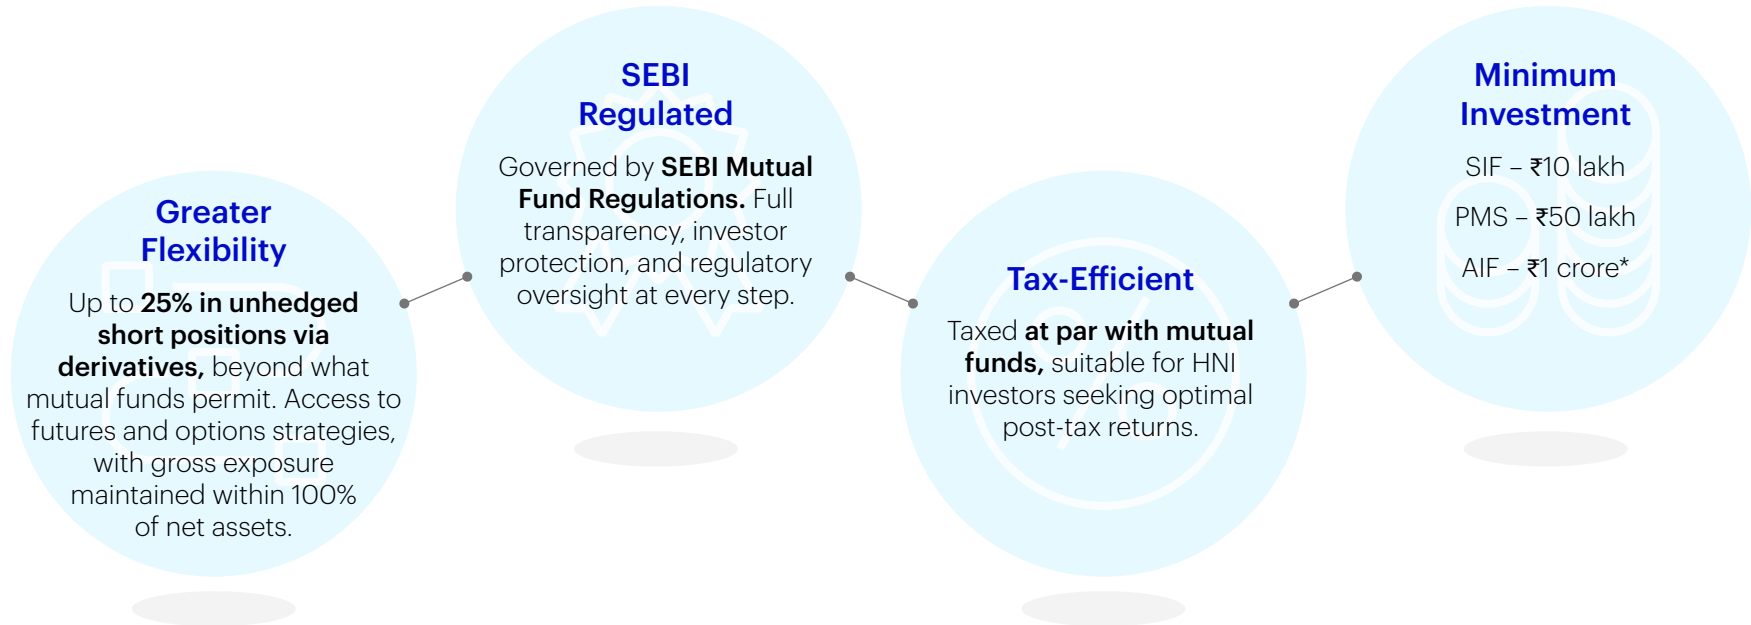 Greater
Flexibility
Up to 25% in unhedged
short positions via
derivatives, beyond what
mutual funds permit. Access to
futures and options strategies,
with gross exposure
maintained within 100%
of net assets.
SEBI
Regulated
Governed by SEBI Mutual
Fund Regulations. Full
transparency, investor
protection, and regulatory
oversight at every step.
Tax-Efficient
Taxed at par with mutual
funds, suitable for HNI
investors seeking optimal
post-tax returns.
Minimum
Investment
SIF – ₹10 lakh
PMS – ₹50 lakh
AIF – ₹1 crore*